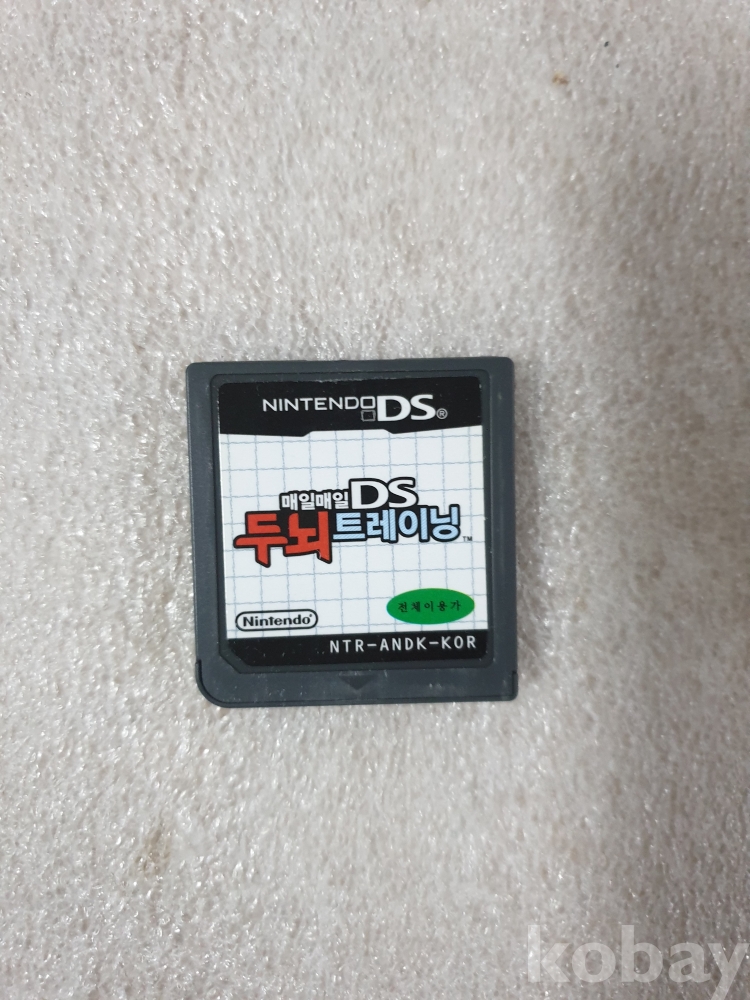 NINTENDO DS®
매일매일 DS
두뇌 트레이닝™
전체이용가
Nintendo®
NTR-ANDK-KOR
kobay